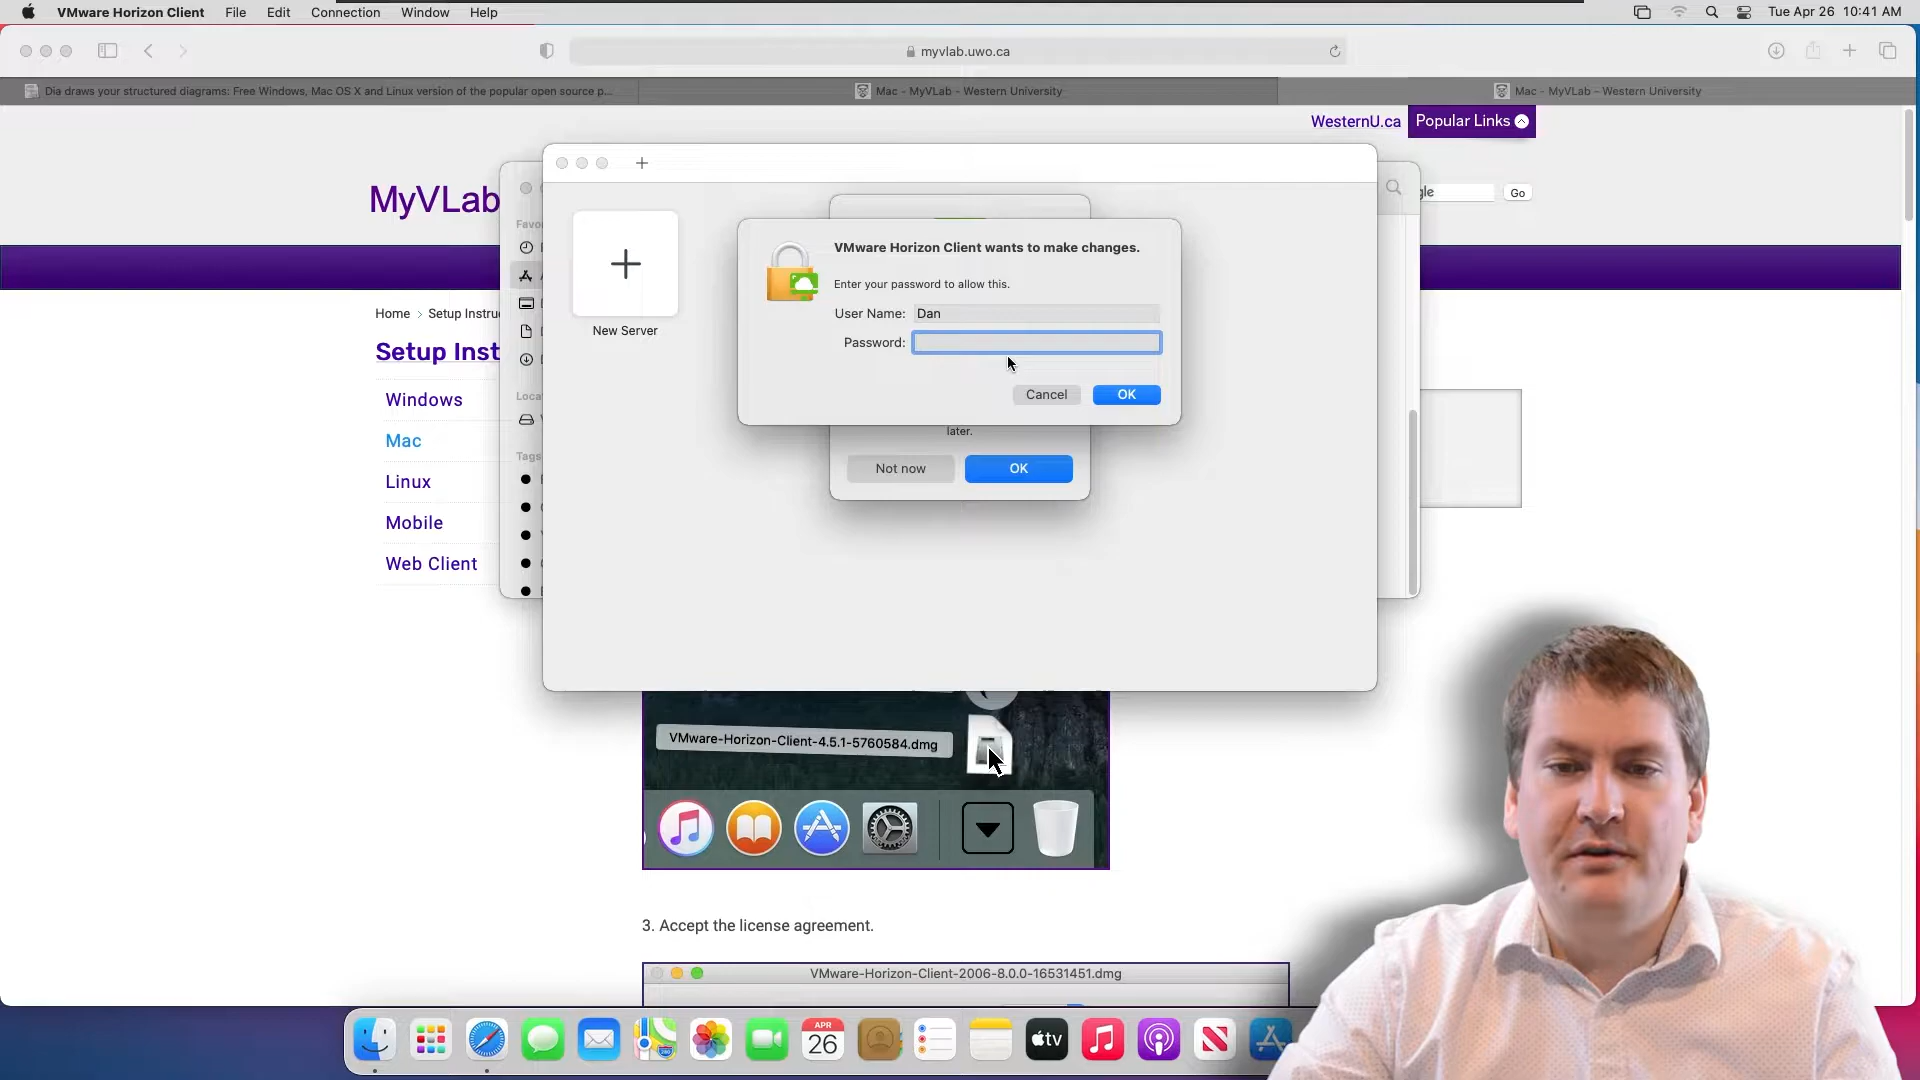 VMware Horizon Client File Edit Connection Window Help Tue Apr 26 10:41 AM
myvlab.uwo.ca
Dia draws your structured diagrams: Free Windows, Mac OS X and Linux version of the popular open source p...
Mac - MyVLab - Western University
Mac - MyVLab - Western University
WesternU.ca Popular Links
MyVLab
gle Go
Favo
Home > Setup Instru
Setup Inst
Windows
Mac
Linux
Mobile
Web Client
Loca
Tags
New Server
VMware Horizon Client wants to make changes.
Enter your password to allow this.
User Name: Dan
Password:
Cancel OK
later.
Not now OK
VMware-Horizon-Client-4.5.1-5760584.dmg
3. Accept the license agreement.
VMware-Horizon-Client-2006-8.0.0-16531451.dmg
APR
26
tv